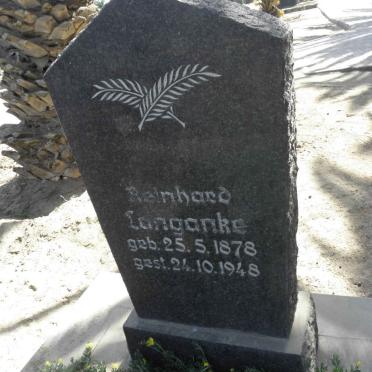 Reinhard
Langanke
geb. 25. 5. 1878
gest. 24. 10. 1948